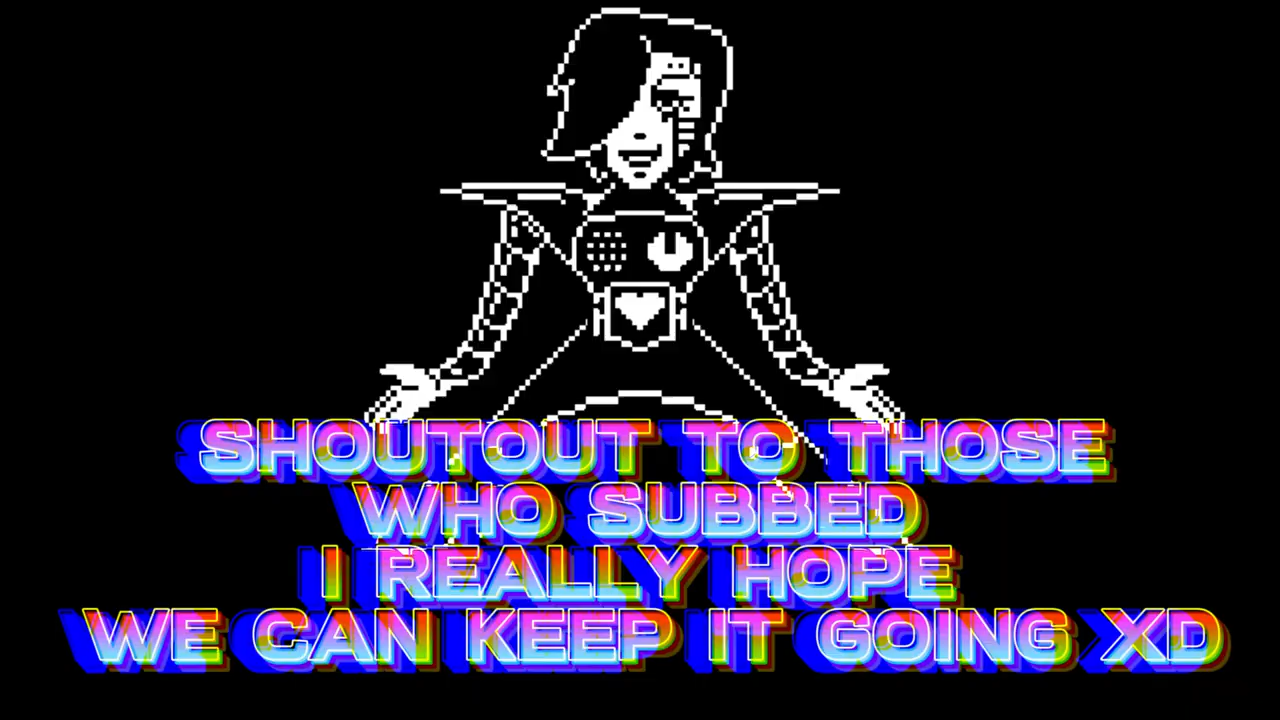 SHOUTOUT TO THOSE
WHO SUBBED
I REALLY HOPE
WE CAN KEEP IT GOING XD